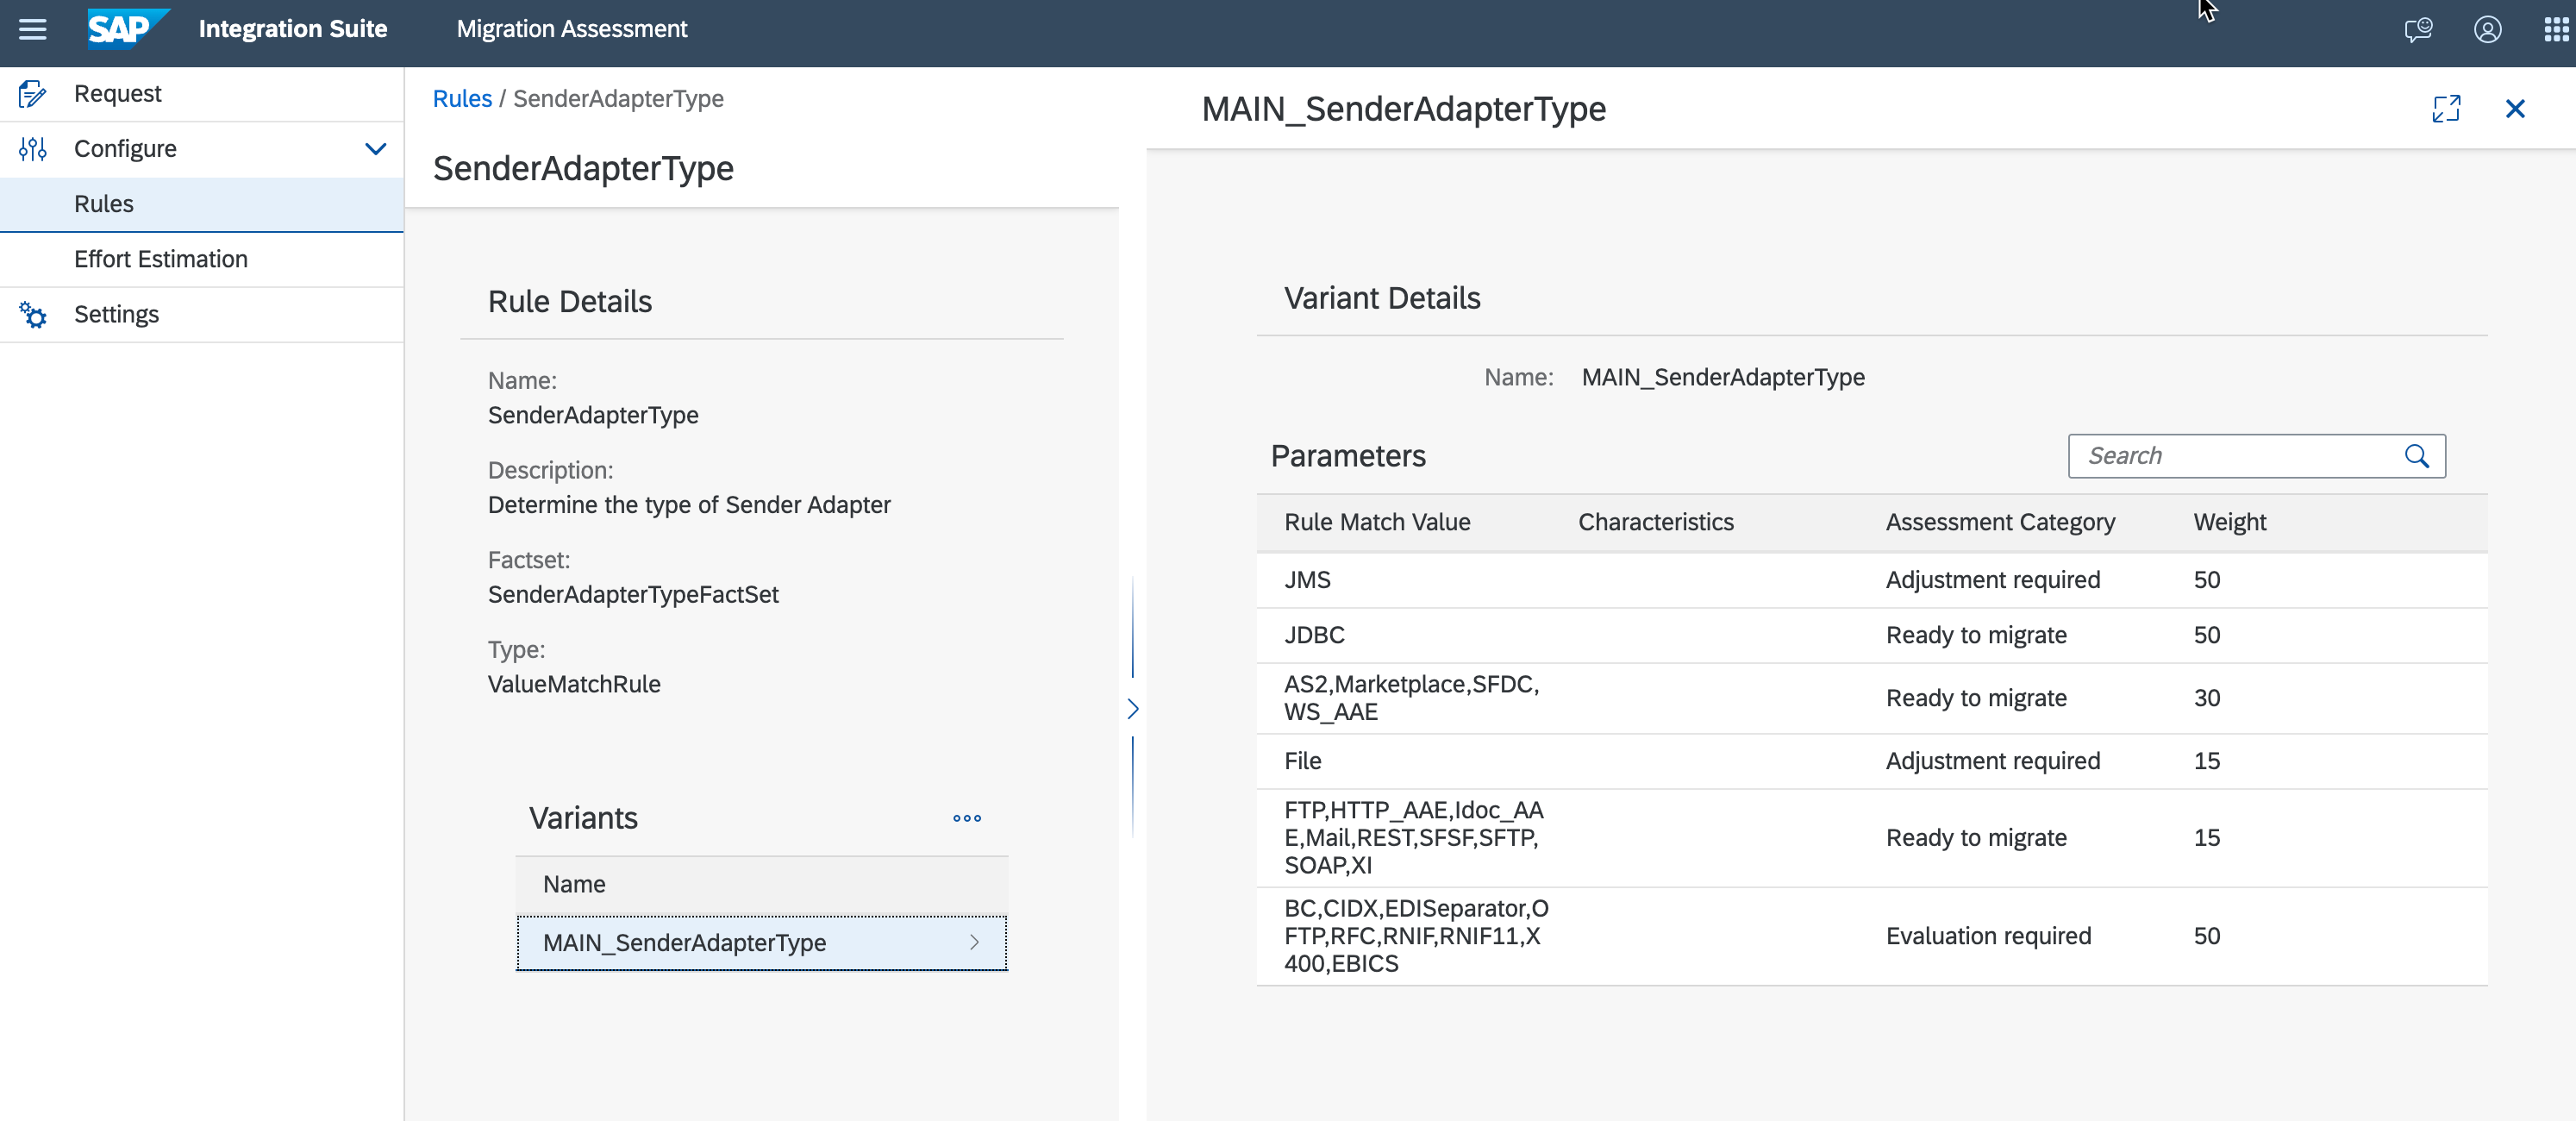 SAP Integration Suite Migration Assessment
Request
Configure
Rules
Effort Estimation
Settings
Rules / SenderAdapterType
SenderAdapterType
Rule Details
Name:
SenderAdapterType
Description:
Determine the type of Sender Adapter
Factset:
SenderAdapterTypeFactSet
Type:
ValueMatchRule
Variants
Name
MAIN_SenderAdapterType
MAIN_SenderAdapterType
Variant Details
Name: MAIN_SenderAdapterType
Parameters
Search
Rule Match Value Characteristics Assessment Category Weight
JMS Adjustment required 50
JDBC Ready to migrate 50
AS2,Marketplace,SFDC,
WS_AAE
Ready to migrate 30
File Adjustment required 15
FTP,HTTP_AAE,Idoc_AA
E,Mail,REST,SFSF,SFTP,
SOAP,XI
Ready to migrate 15
BC,CIDX,EDISeparator,O
FTP,RFC,RNIF,RNIF11,X
400,EBICS
Evaluation required 50